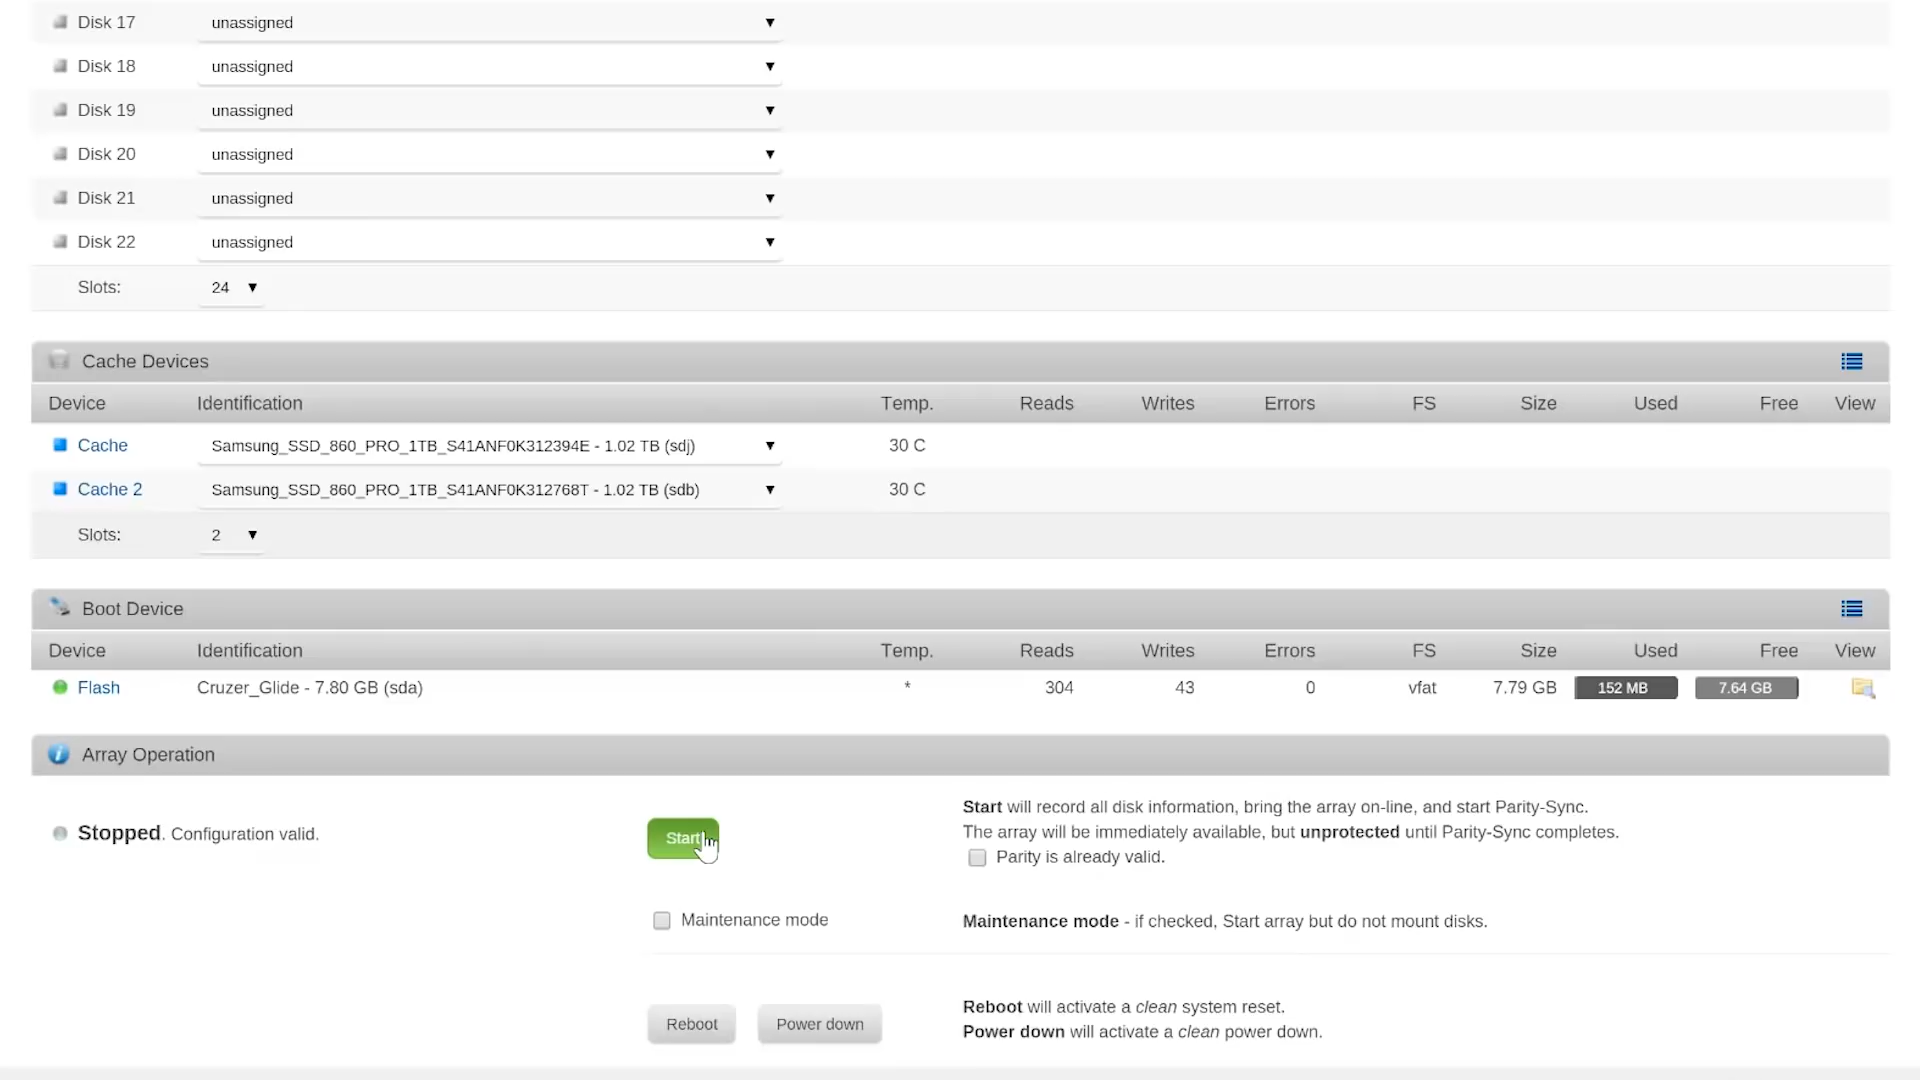 Disk 17 unassigned
Disk 18 unassigned
Disk 19 unassigned
Disk 20 unassigned
Disk 21 unassigned
Disk 22 unassigned
Slots: 24
Cache Devices
Device Identification Temp. Reads Writes Errors FS Size Used Free View
Cache Samsung_SSD_860_PRO_1TB_S41ANF0K312394E - 1.02 TB (sdj) 30 C
Cache 2 Samsung_SSD_860_PRO_1TB_S41ANF0K312768T - 1.02 TB (sdb) 30 C
Slots: 2
Boot Device
Device Identification Temp. Reads Writes Errors FS Size Used Free View
Flash Cruzer_Glide - 7.80 GB (sda) * 304 43 0 vfat 7.79 GB 152 MB 7.64 GB
Array Operation
Stopped. Configuration valid.
Start
Start will record all disk information, bring the array on-line, and start Parity-Sync.
The array will be immediately available, but unprotected until Parity-Sync completes.
Parity is already valid.
Maintenance mode
Maintenance mode - if checked, Start array but do not mount disks.
Reboot Power down
Reboot will activate a clean system reset.
Power down will activate a clean power down.